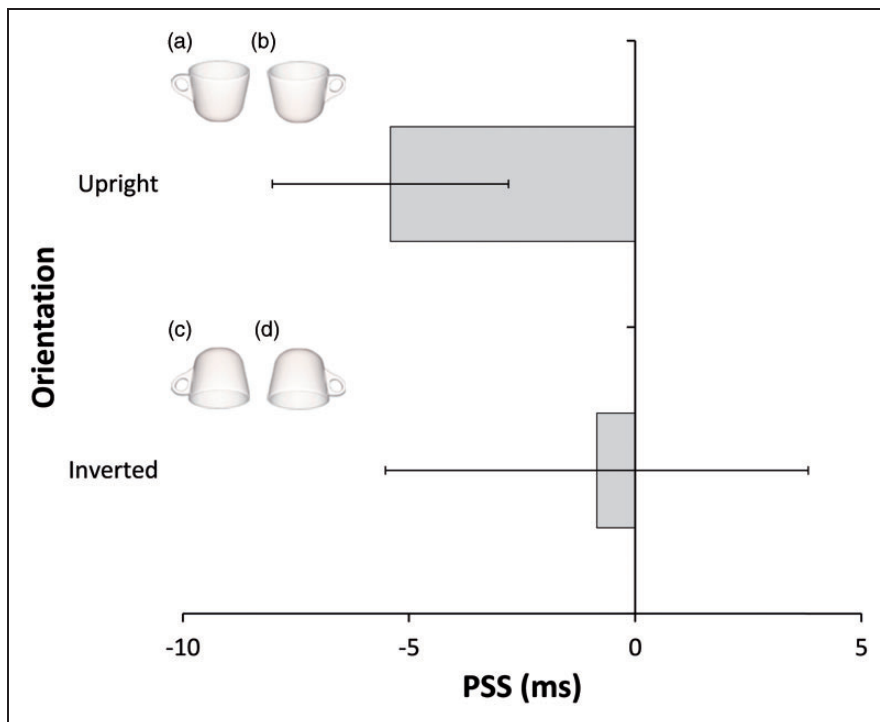 (a) (b)
Upright
Orientation
(c) (d)
Inverted
-10 -5 0 5
PSS (ms)